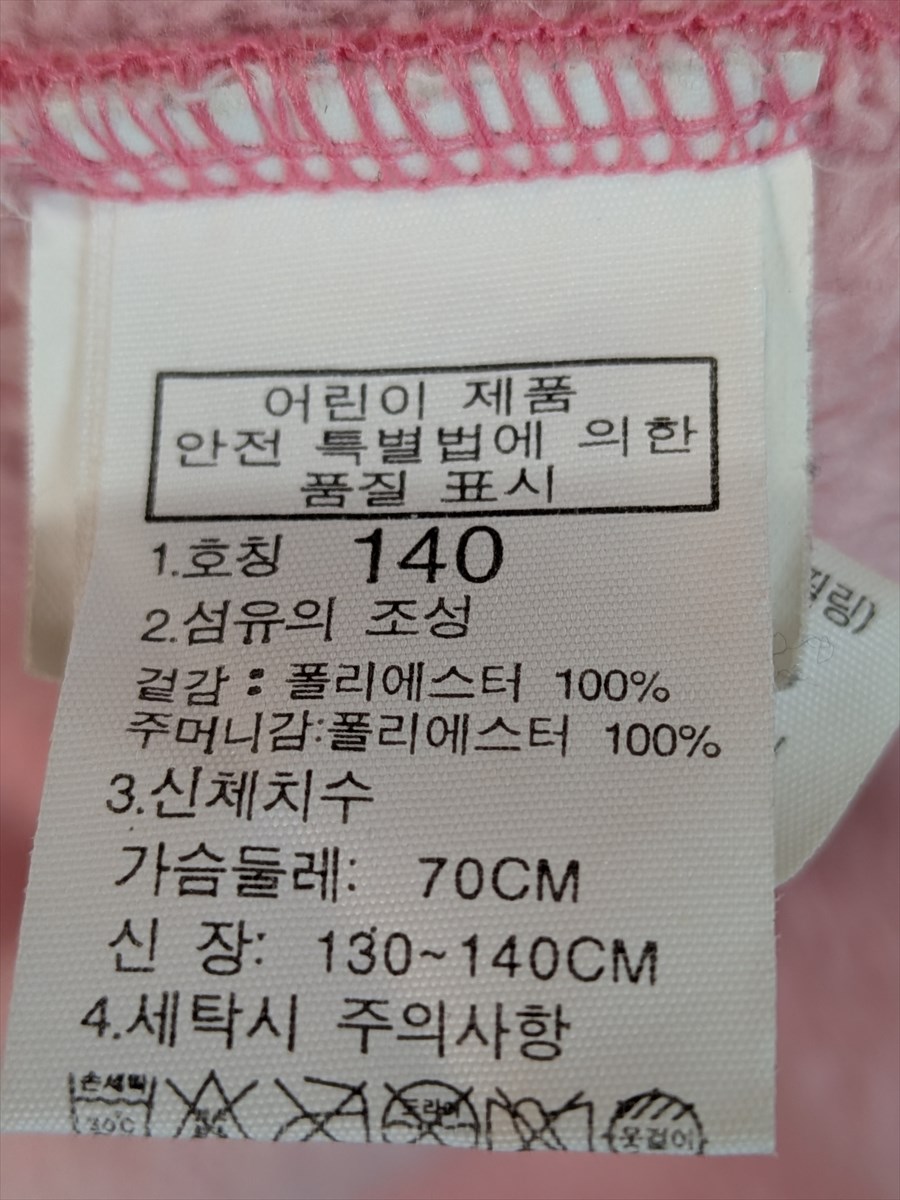 어린이 제품
안전 특별법에 의한
품질 표시
1.호칭 140
2.섬유의 조성
겉감 : 폴리에스터 100%
주머니감:폴리에스터 100%
3.신체치수
가슴둘레: 70CM
신 장: 130~140CM
4.세탁시 주의사항
손세탁
30℃
드라이
옷걸이